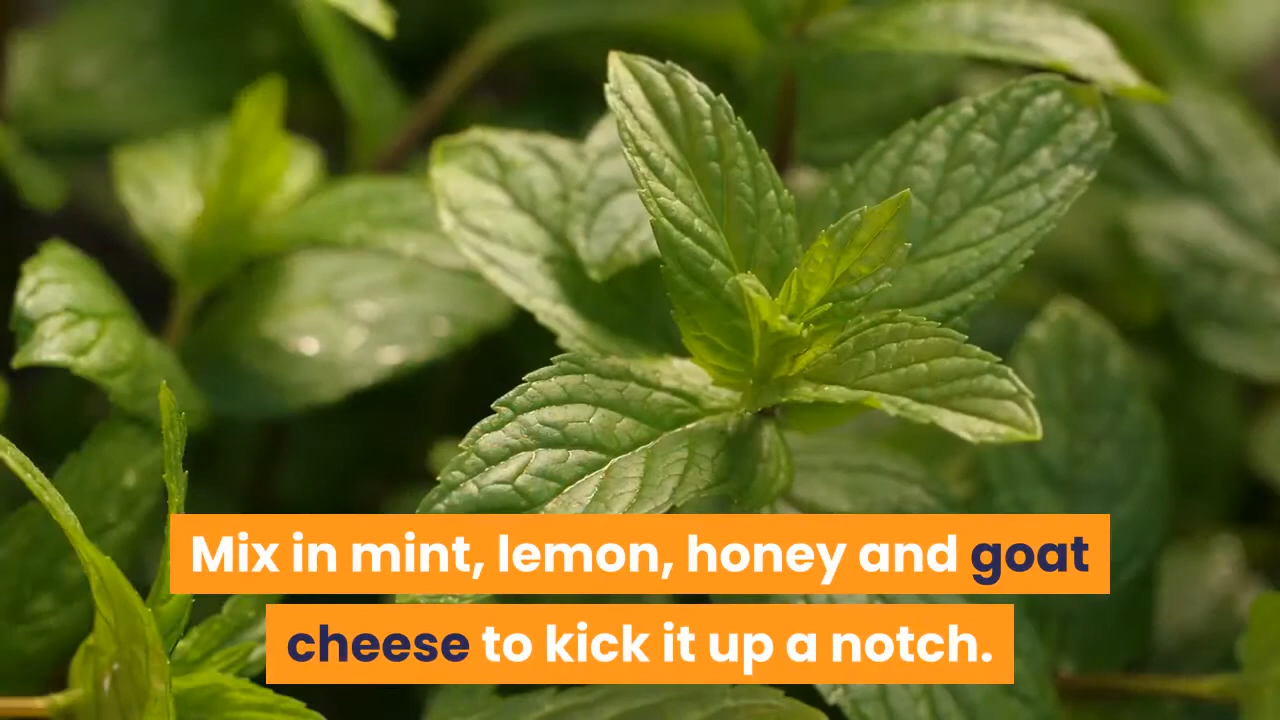 Mix in mint, lemon, honey and goat
cheese to kick it up a notch.